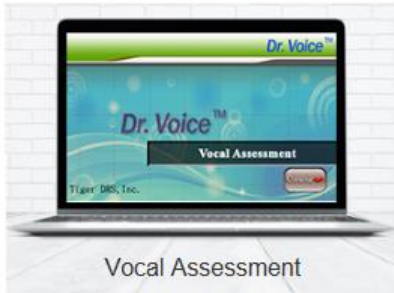 Dr. Voice™
Dr. Voice™
Vocal Assessment
Tiger DRS, Inc.
Vocal Assessment